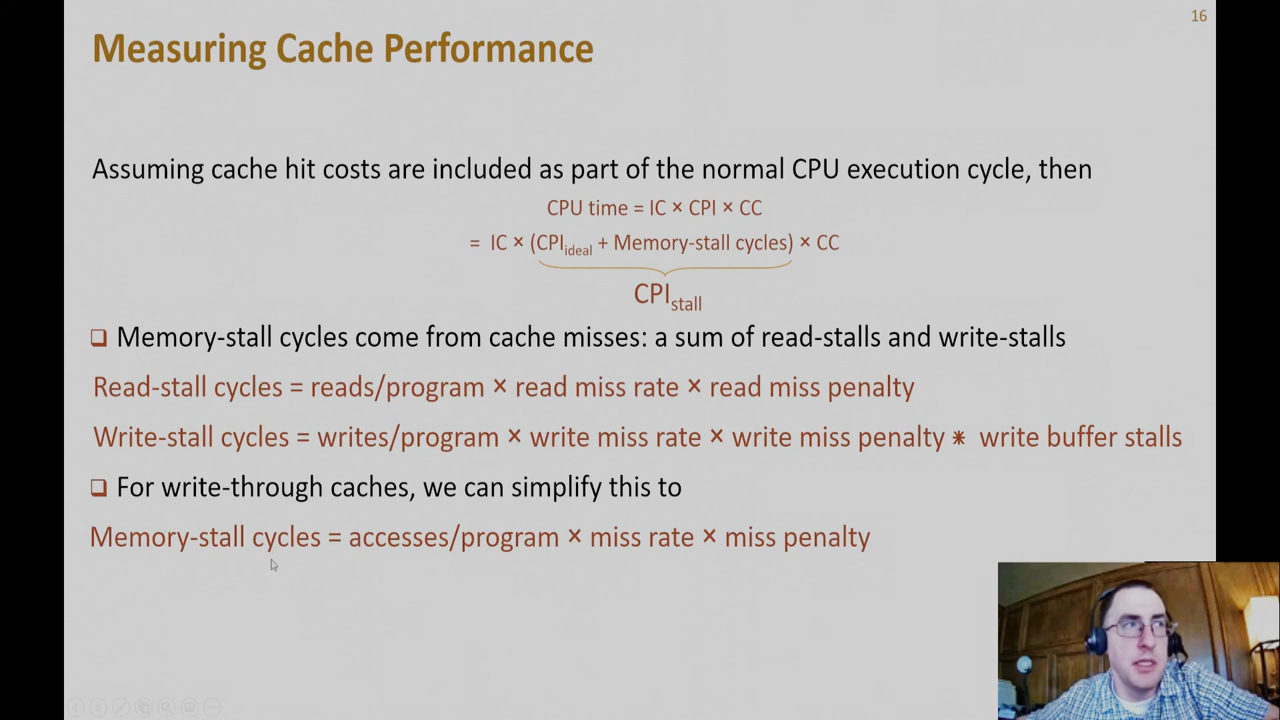 16
Measuring Cache Performance
Assuming cache hit costs are included as part of the normal CPU execution cycle, then
CPU time = IC × CPI × CC
= IC × (CPIideal + Memory-stall cycles) × CC
CPIstall
❑ Memory-stall cycles come from cache misses: a sum of read-stalls and write-stalls
Read-stall cycles = reads/program × read miss rate × read miss penalty
Write-stall cycles = writes/program × write miss rate × write miss penalty * write buffer stalls
❑ For write-through caches, we can simplify this to
Memory-stall cycles = accesses/program × miss rate × miss penalty